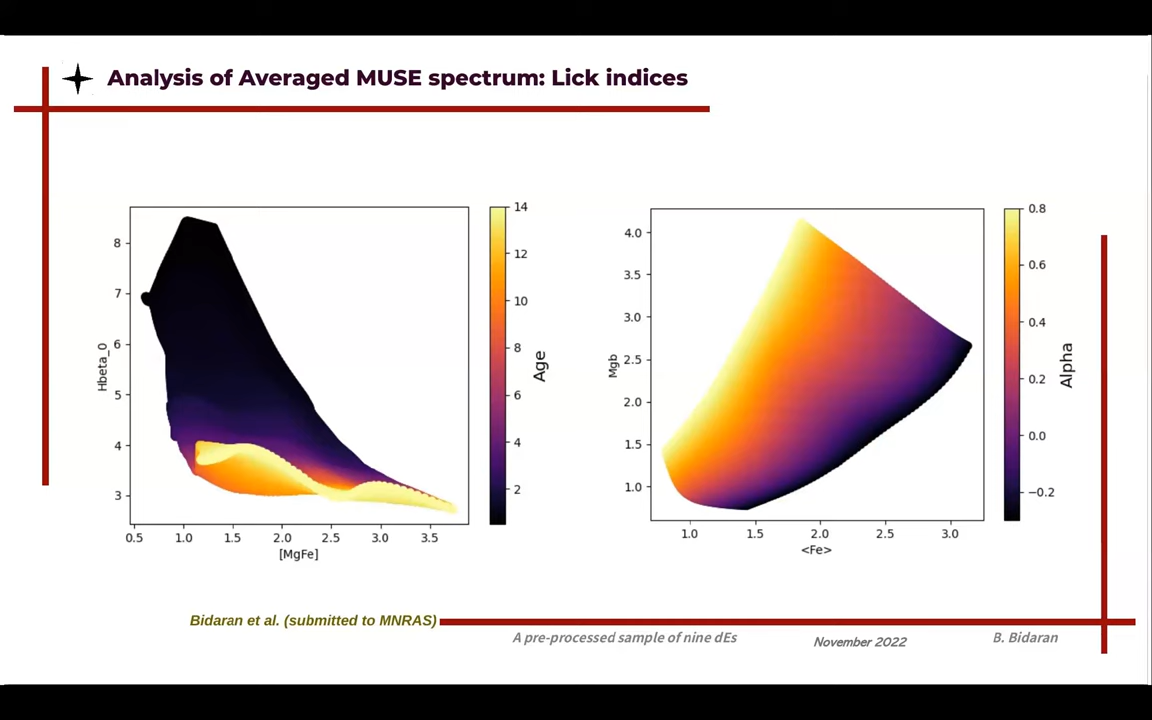 Analysis of Averaged MUSE spectrum: Lick indices
8
7
6
5
4
3
Hbeta_0
0.5 1.0 1.5 2.0 2.5 3.0 3.5
[MgFe]
14
12
10
8
6
4
2
Age
4.0
3.5
3.0
2.5
2.0
1.5
1.0
Mgb
1.0 1.5 2.0 2.5 3.0
<Fe>
0.8
0.6
0.4
0.2
0.0
−0.2
Alpha
Bidaran et al. (submitted to MNRAS)
A pre-processed sample of nine dEs
November 2022
B. Bidaran